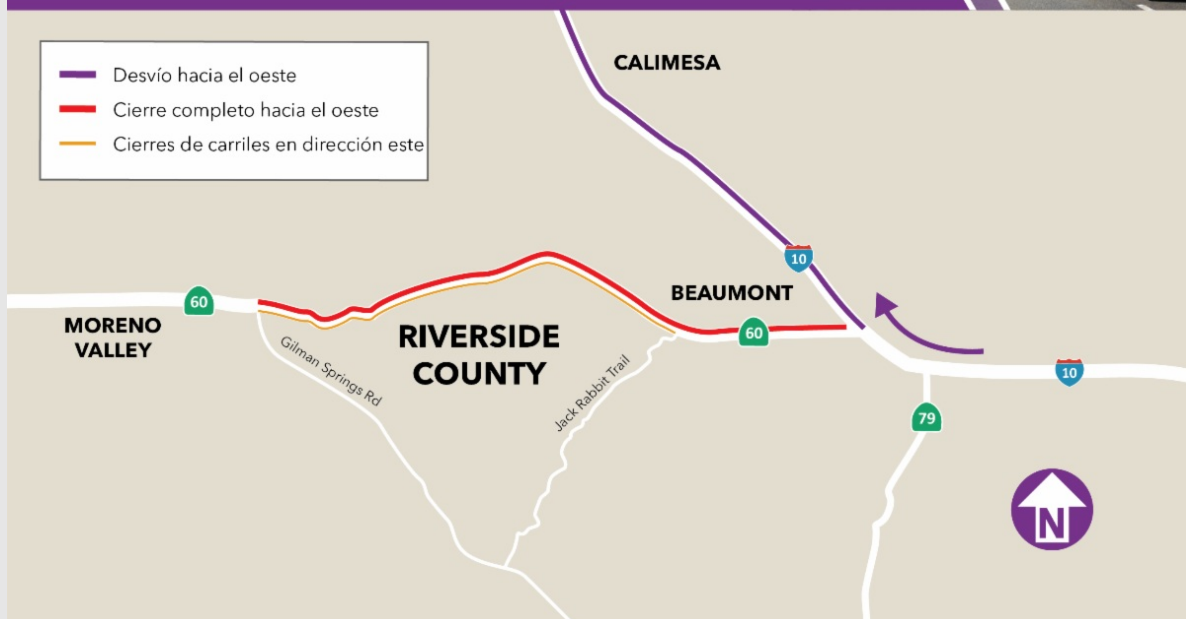 Desvío hacia el oeste
Cierre completo hacia el oeste
Cierres de carriles en dirección este
CALIMESA
10
BEAUMONT
60
60
MORENO
VALLEY
RIVERSIDE
COUNTY
Gilman Springs Rd
Jack Rabbit Trail
10
79
N